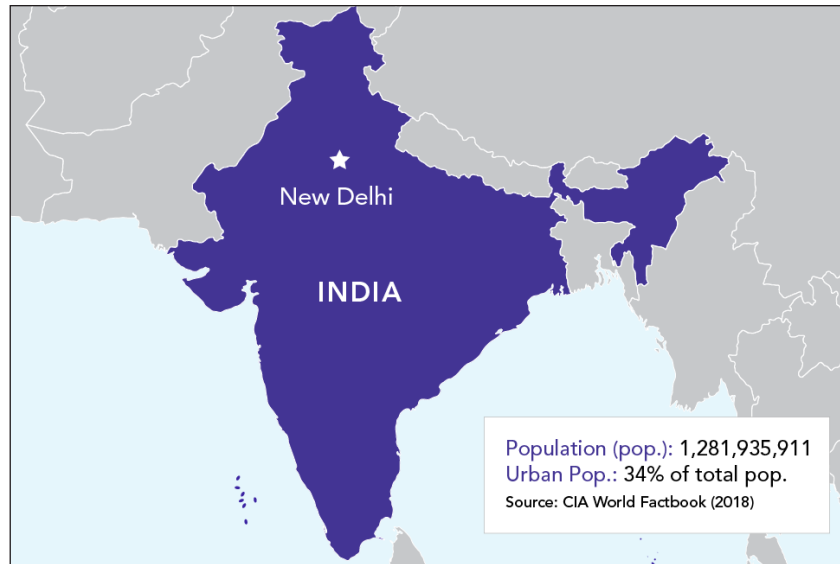 New Delhi
INDIA
Population (pop.): 1,281,935,911
Urban Pop.: 34% of total pop.
Source: CIA World Factbook (2018)